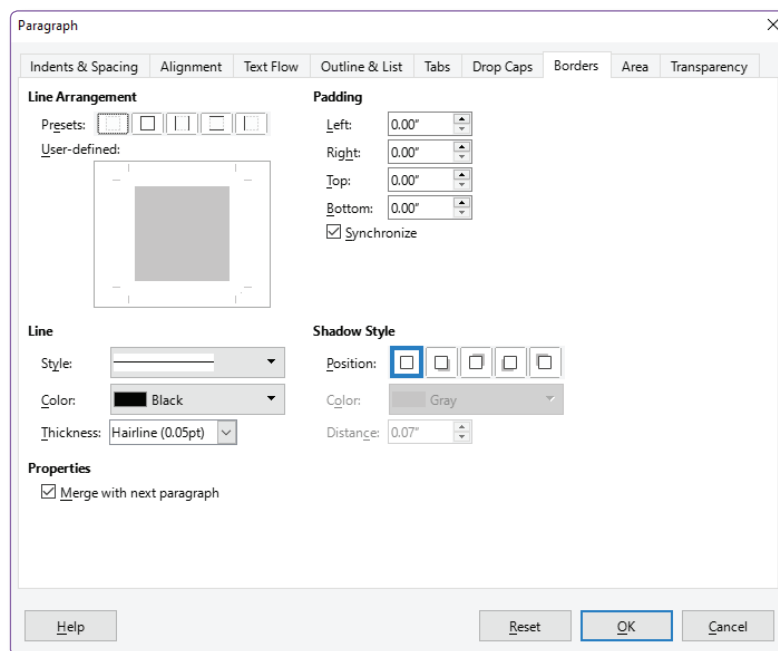 Paragraph
Indents & Spacing Alignment Text Flow Outline & List Tabs Drop Caps Borders Area Transparency
Line Arrangement
Presets:
User-defined:
Padding
Left: 0.00"
Right: 0.00"
Top: 0.00"
Bottom: 0.00"
Synchronize
Line
Style:
Color: Black
Thickness: Hairline (0.05pt)
Shadow Style
Position:
Color: Gray
Distance: 0.07"
Properties
Merge with next paragraph
Help Reset OK Cancel